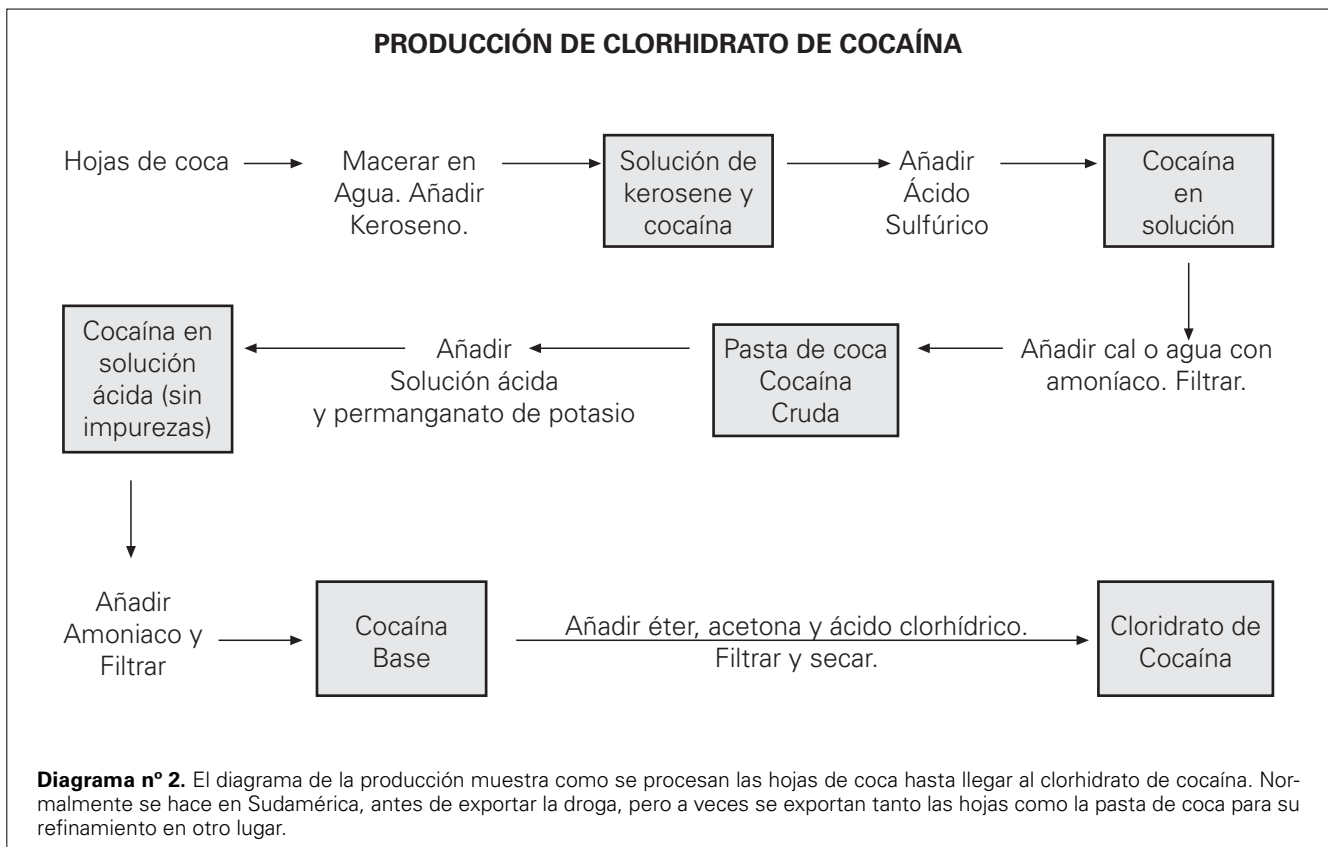 PRODUCCIÓN DE CLORHIDRATO DE COCAÍNA
Hojas de coca
Macerar en
Agua. Añadir
Keroseno.
Solución de
kerosene y
cocaína
Añadir
Ácido
Sulfúrico
Cocaína
en
solución
Añadir cal o agua con
amoníaco. Filtrar.
Pasta de coca
Cocaína
Cruda
Añadir
Solución ácida
y permanganato de potasio
Cocaína en
solución
ácida (sin
impurezas)
Añadir
Amoniaco y
Filtrar
Cocaína
Base
Añadir éter, acetona y ácido clorhídrico.
Filtrar y secar.
Cloridrato de
Cocaína
Diagrama nº 2. El diagrama de la producción muestra como se procesan las hojas de coca hasta llegar al clorhidrato de cocaína. Nor-
malmente se hace en Sudamérica, antes de exportar la droga, pero a veces se exportan tanto las hojas como la pasta de coca para su
refinamiento en otro lugar.